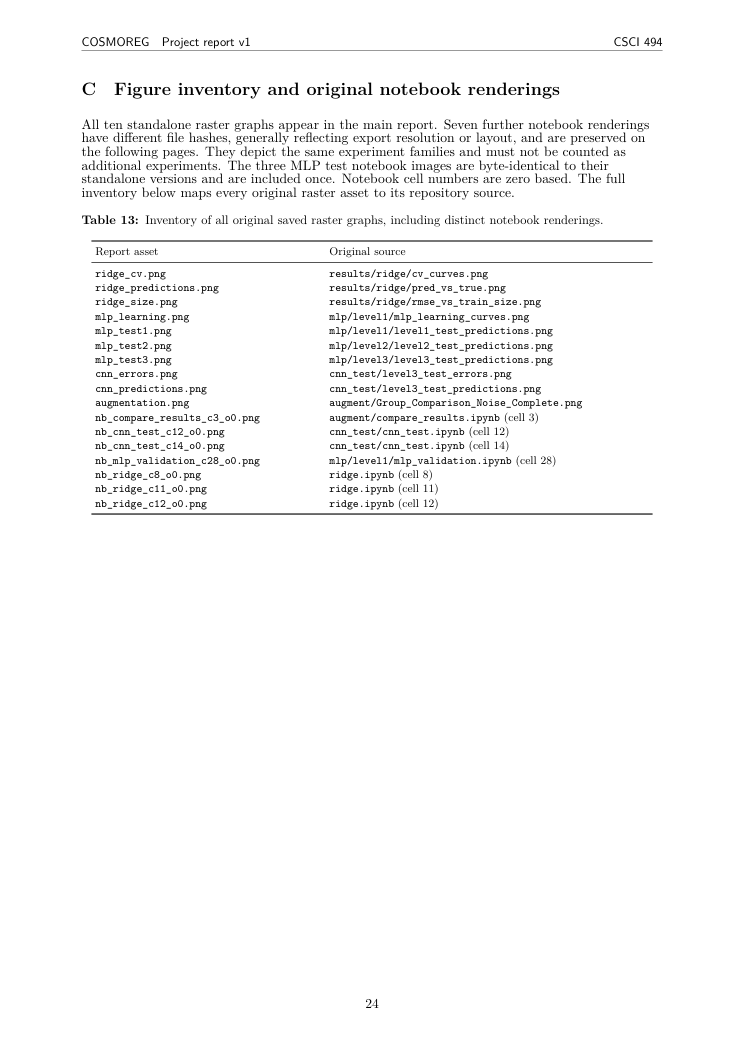 COSMOREG Project report v1 CSCI 494
C Figure inventory and original notebook renderings
All ten standalone raster graphs appear in the main report. Seven further notebook renderings
have different file hashes, generally reflecting export resolution or layout, and are preserved on
the following pages. They depict the same experiment families and must not be counted as
additional experiments. The three MLP test notebook images are byte-identical to their
standalone versions and are included once. Notebook cell numbers are zero based. The full
inventory below maps every original raster asset to its repository source.
Table 13: Inventory of all original saved raster graphs, including distinct notebook renderings.
Report asset Original source
ridge_cv.png results/ridge/cv_curves.png
ridge_predictions.png results/ridge/pred_vs_true.png
ridge_size.png results/ridge/rmse_vs_train_size.png
mlp_learning.png mlp/level1/mlp_learning_curves.png
mlp_test1.png mlp/level1/level1_test_predictions.png
mlp_test2.png mlp/level2/level2_test_predictions.png
mlp_test3.png mlp/level3/level3_test_predictions.png
cnn_errors.png cnn_test/level3_test_errors.png
cnn_predictions.png cnn_test/level3_test_predictions.png
augmentation.png augment/Group_Comparison_Noise_Complete.png
nb_compare_results_c3_o0.png augment/compare_results.ipynb (cell 3)
nb_cnn_test_c12_o0.png cnn_test/cnn_test.ipynb (cell 12)
nb_cnn_test_c14_o0.png cnn_test/cnn_test.ipynb (cell 14)
nb_mlp_validation_c28_o0.png mlp/level1/mlp_validation.ipynb (cell 28)
nb_ridge_c8_o0.png ridge.ipynb (cell 8)
nb_ridge_c11_o0.png ridge.ipynb (cell 11)
nb_ridge_c12_o0.png ridge.ipynb (cell 12)
24